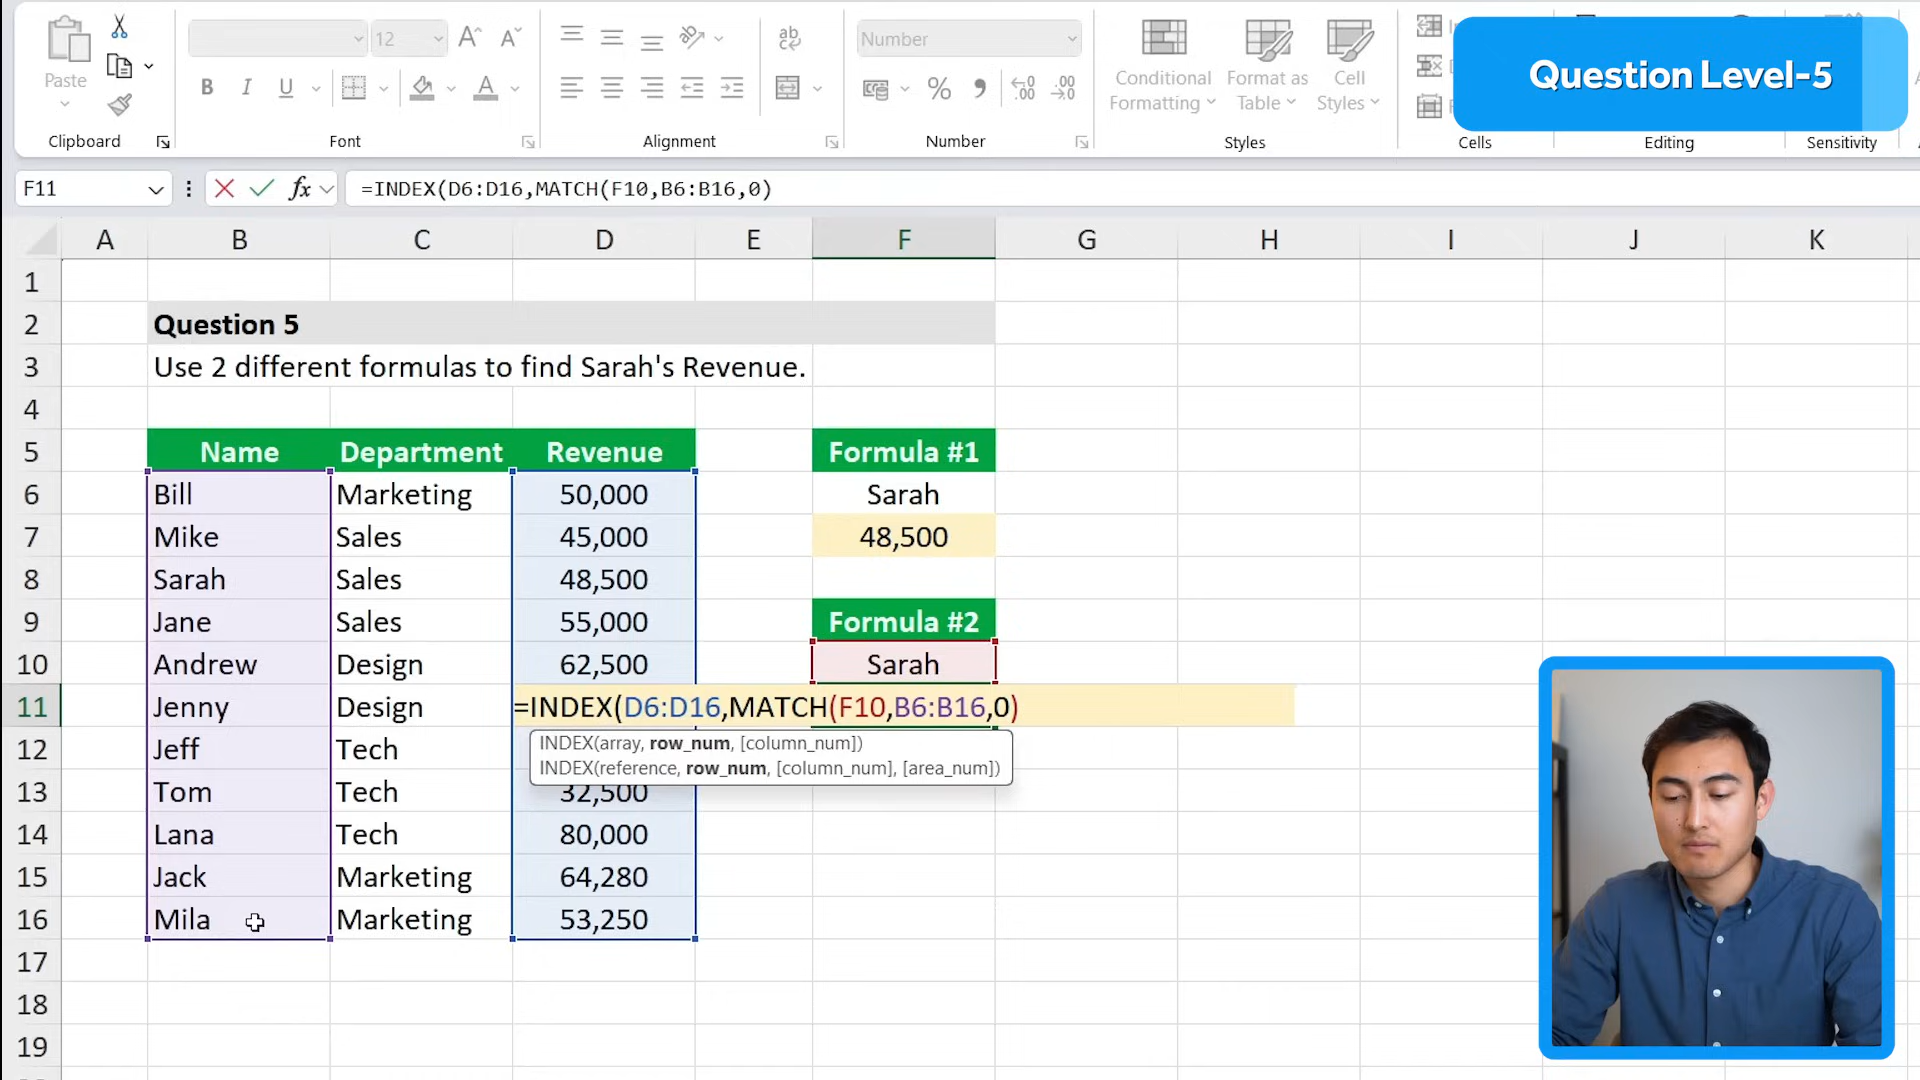 Question Level-5
Paste
12
Number
Conditional Formatting
Format as Table
Cell Styles
Clipboard
Font
Alignment
Number
Styles
Cells
Editing
Sensitivity
F11
=INDEX(D6:D16,MATCH(F10,B6:B16,0)
A B C D E F G H I J K
1
2 Question 5
3 Use 2 different formulas to find Sarah's Revenue.
4
5 Name Department Revenue Formula #1
6 Bill Marketing 50,000 Sarah
7 Mike Sales 45,000 48,500
8 Sarah Sales 48,500
9 Jane Sales 55,000 Formula #2
10 Andrew Design 62,500 Sarah
11 Jenny Design =INDEX(D6:D16,MATCH(F10,B6:B16,0)
INDEX(array, row_num, [column_num])
INDEX(reference, row_num, [column_num], [area_num])
12 Jeff Tech
13 Tom Tech 32,500
14 Lana Tech 80,000
15 Jack Marketing 64,280
16 Mila Marketing 53,250
17
18
19